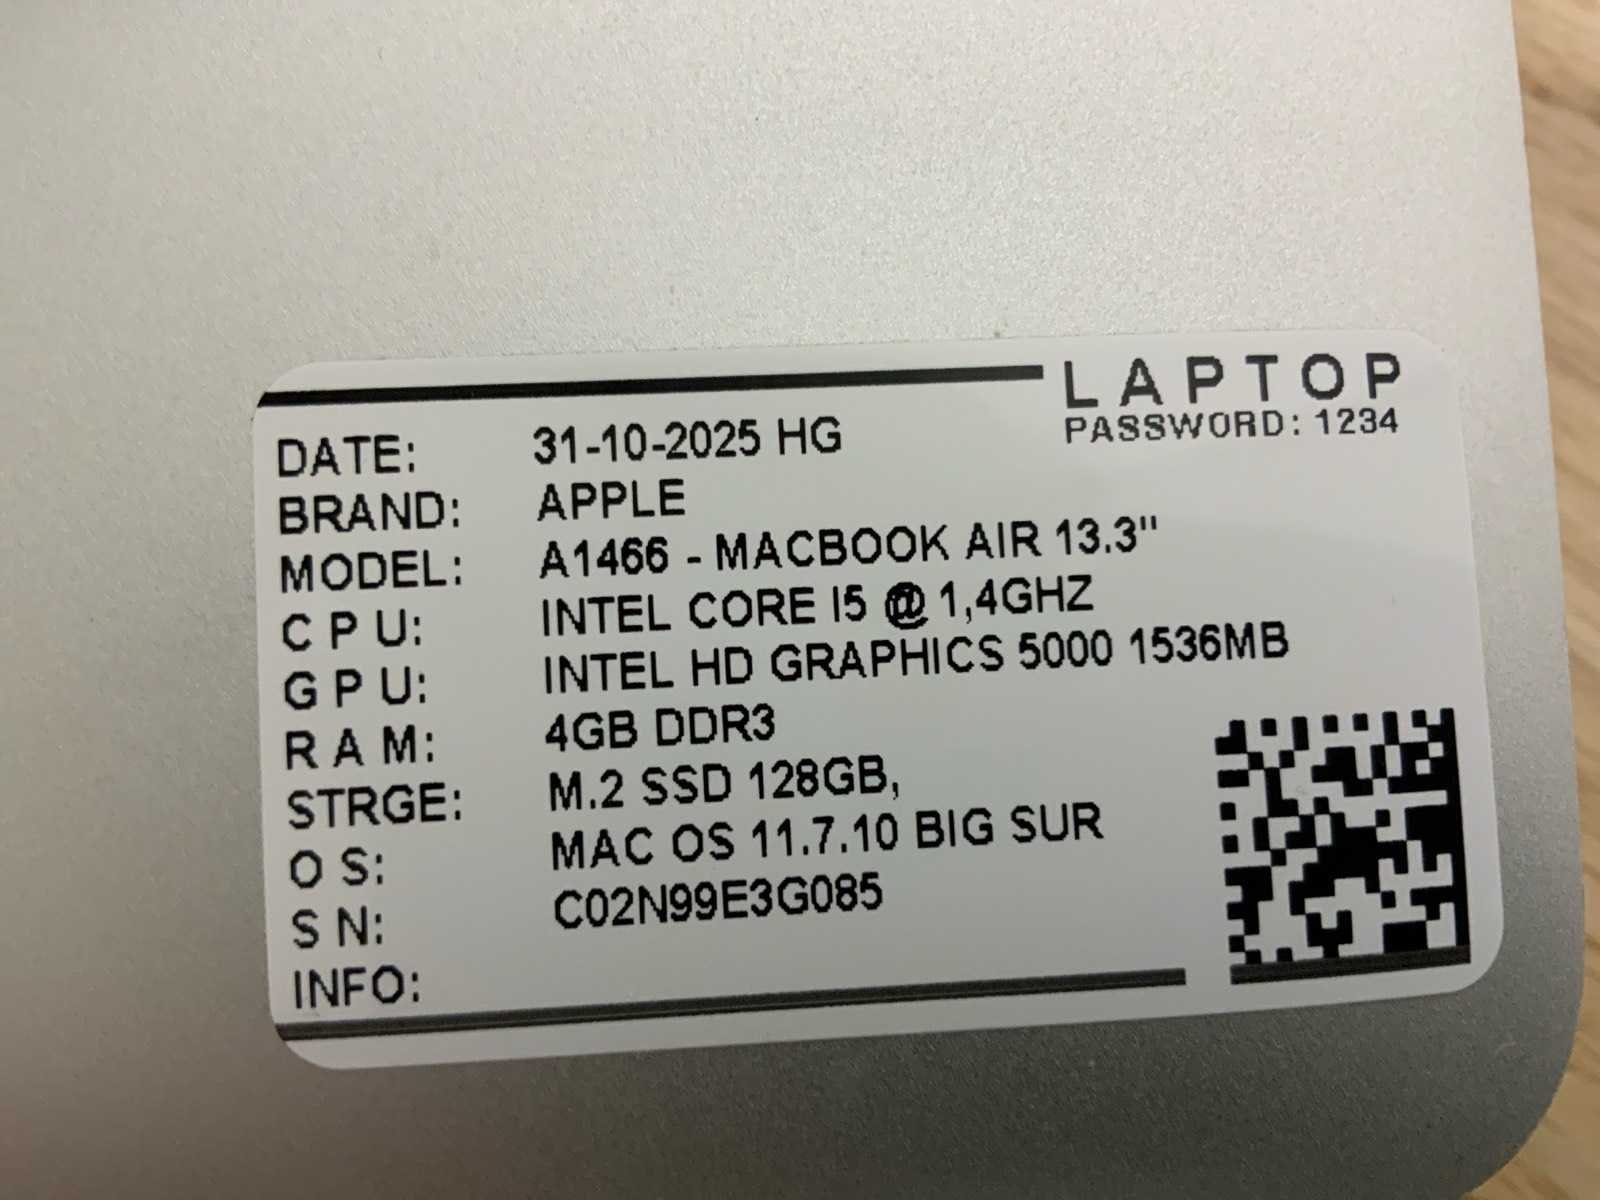 LAPTOP
PASSWORD: 1234
DATE: 31-10-2025 HG
BRAND: APPLE
MODEL: A1466 - MACBOOK AIR 13.3"
C P U: INTEL CORE I5 @ 1,4GHZ
G P U: INTEL HD GRAPHICS 5000 1536MB
R A M: 4GB DDR3
STRGE: M.2 SSD 128GB,
O S: MAC OS 11.7.10 BIG SUR
S N: C02N99E3G085
INFO: